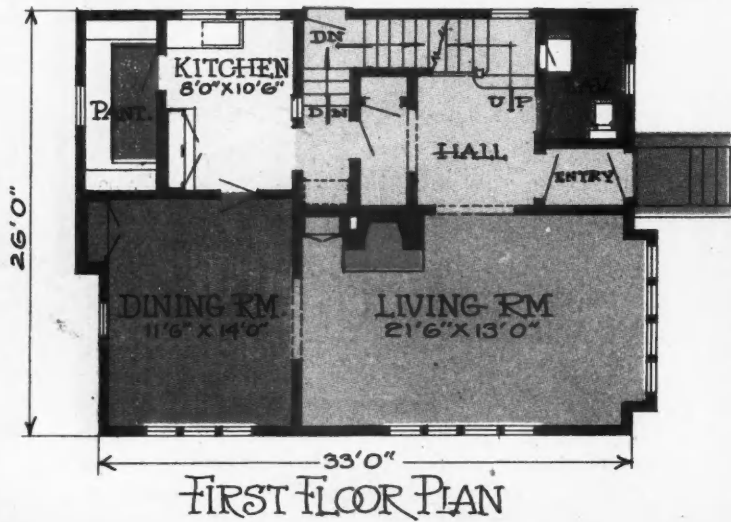 DN
KITCHEN
8'0"X10'6"
PANT.
DN
UP
LAV.
HALL
ENTRY
26'0"
DINING RM.
11'6" X 14'0"
LIVING RM
21'6" X 13'0"
33'0"
FIRST FLOOR PLAN